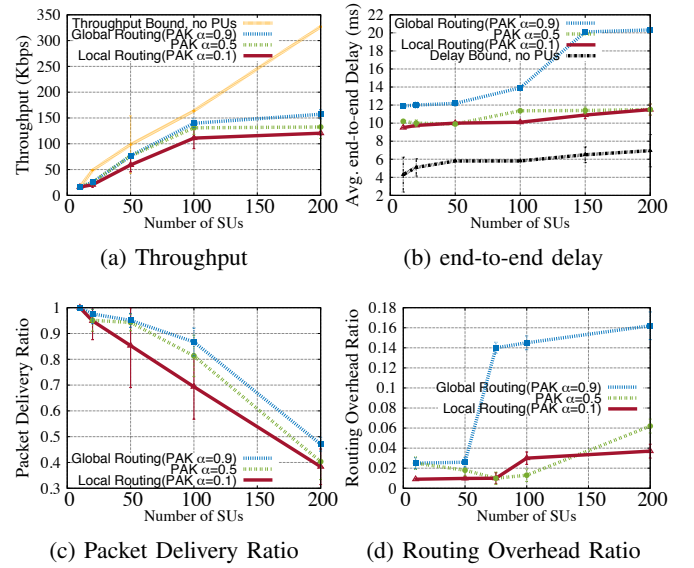 Throughput Bound, no PUs
Global Routing(PAK α=0.9)
PAK α=0.5
Local Routing(PAK α=0.1)
Throughput (Kbps)
350
300
250
200
150
100
50
0
0 50 100 150 200
Number of SUs
(a) Throughput
Global Routing(PAK α=0.9)
PAK α=0.5
Local Routing(PAK α=0.1)
Delay Bound, no PUs
Avg. end-to-end Delay (ms)
22
20
18
16
14
12
10
8
6
4
2
0 50 100 150 200
Number of SUs
(b) end-to-end delay
Packet Delivery Ratio
1
0.9
0.8
0.7
0.6
0.5
0.4
0.3
Global Routing(PAK α=0.9)
PAK α=0.5
Local Routing(PAK α=0.1)
0 50 100 150 200
Number of SUs
(c) Packet Delivery Ratio
Routing Overhead Ratio
0.18
0.16
0.14
0.12
0.1
0.08
0.06
0.04
0.02
0
Global Routing(PAK α=0.9)
PAK α=0.5
Local Routing(PAK α=0.1)
0 50 100 150 200
Number of SUs
(d) Routing Overhead Ratio